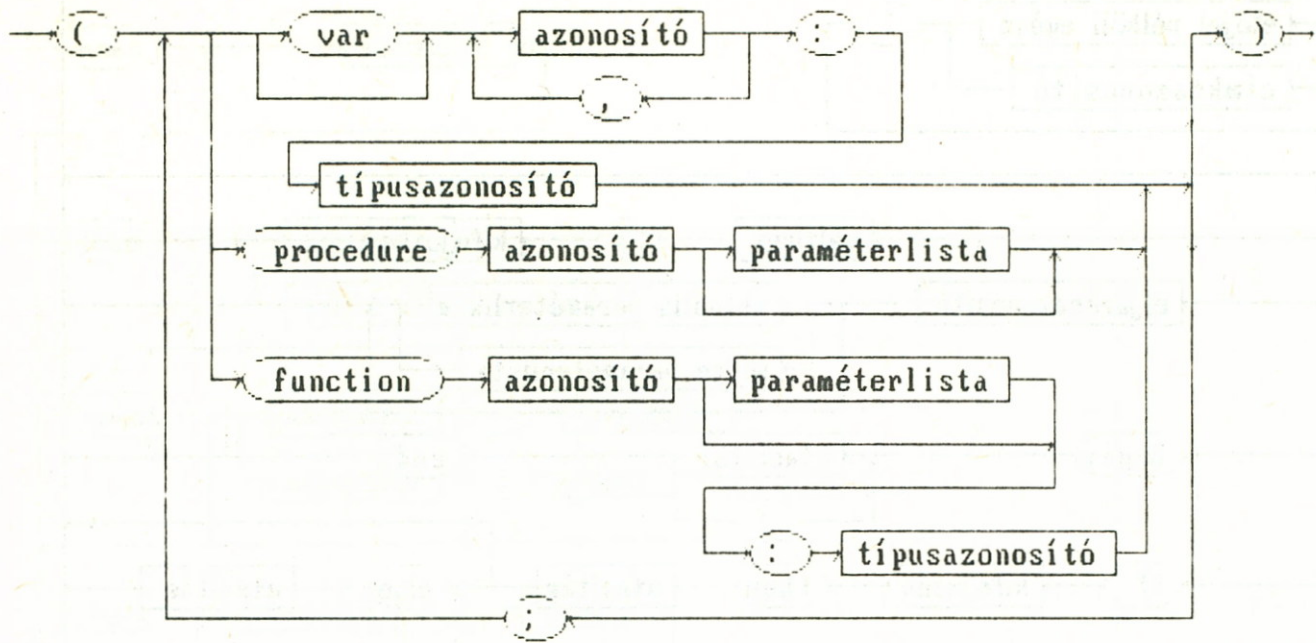 ( var azonosító : )
,
típusazonosító
procedure azonosító paraméterlista
function azonosító paraméterlista
: típusazonosító
;